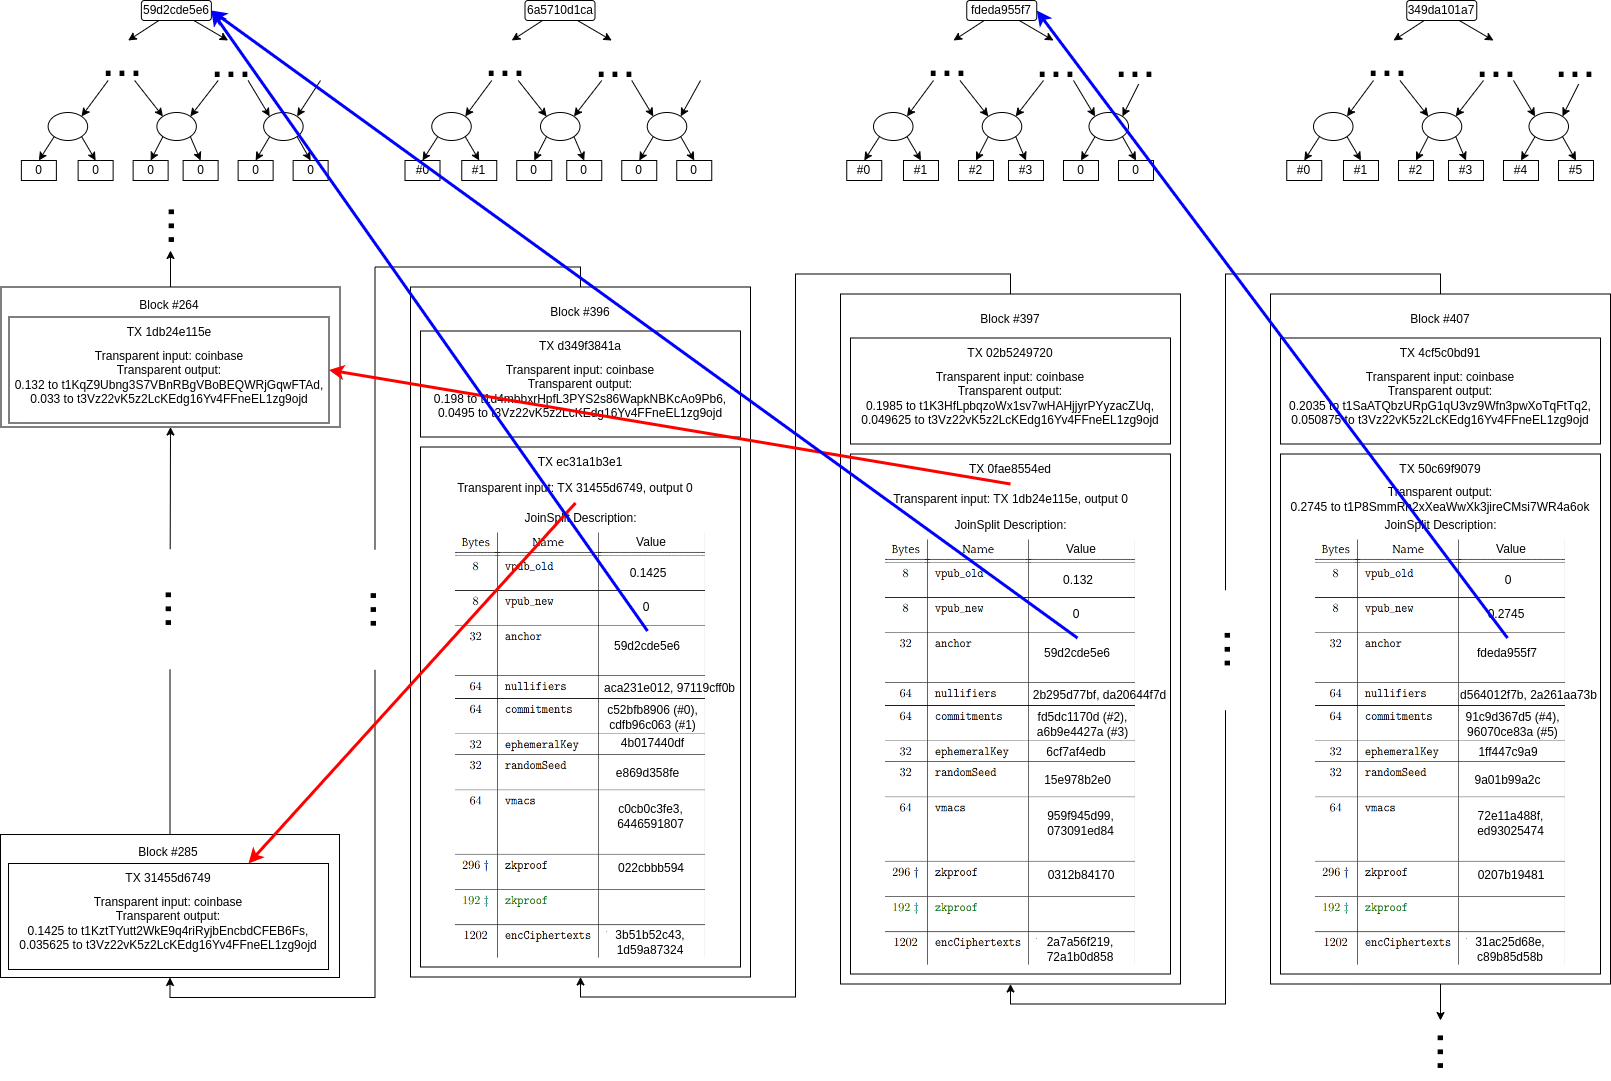 59d2cde5e6
6a5710d1ca
fdeda955f7
349da101a7
0 0 0 0 0 0
#0 #1 0 0 0 0
#0 #1 #2 #3 0 0
#0 #1 #2 #3 #4 #5
Block #264
TX 1db24e115e
Transparent input: coinbase
Transparent output:
0.132 to t1KqZ9Ubng3S7VBnRBgVBoBEQWRjGqwFTAd,
0.033 to t3Vz22vK5z2LcKEdg16Yv4FFneEL1zg9ojd
Block #285
TX 31455d6749
Transparent input: coinbase
Transparent output:
0.1425 to t1KztTYutt2WkE9q4riRyjbEncbdCFEB6Fs,
0.035625 to t3Vz22vK5z2LcKEdg16Yv4FFneEL1zg9ojd
Block #396
TX d349f3841a
Transparent input: coinbase
Transparent output:
0.198 to t1d4mbbxrHpfL3PYS2s86WapkNBKcAo9Pb6,
0.0495 to t3Vz22vK5z2LcKEdg16Yv4FFneEL1zg9ojd
TX ec31a1b3e1
Transparent input: TX 31455d6749, output 0
JoinSplit Description:
Bytes Name Value
8 vpub_old 0.1425
8 vpub_new 0
32 anchor 59d2cde5e6
64 nullifiers aca231e012, 97119cff0b
64 commitments c52bfb8906 (#0),
cdfb96c063 (#1)
32 ephemeralKey 4b017440df
32 randomSeed e869d358fe
64 vmacs c0cb0c3fe3,
6446591807
296 † zkproof 022cbbb594
192 ‡ zkproof
1202 encCiphertexts 3b51b52c43,
1d59a87324
Block #397
TX 02b5249720
Transparent input: coinbase
Transparent output:
0.1985 to t1K3HfLpbqzoWx1sv7wHAHjjyrPYyzacZUq,
0.049625 to t3Vz22vK5z2LcKEdg16Yv4FFneEL1zg9ojd
TX 0fae8554ed
Transparent input: TX 1db24e115e, output 0
JoinSplit Description:
Bytes Name Value
8 vpub_old 0.132
8 vpub_new 0
32 anchor 59d2cde5e6
64 nullifiers 2b295d77bf, da20644f7d
64 commitments fd5dc1170d (#2),
a6b9e4427a (#3)
32 ephemeralKey 6cf7af4edb
32 randomSeed 15e978b2e0
64 vmacs 959f945d99,
073091ed84
296 † zkproof 0312b84170
192 ‡ zkproof
1202 encCiphertexts 2a7a56f219,
72a1b0d858
Block #407
TX 4cf5c0bd91
Transparent input: coinbase
Transparent output:
0.2035 to t1SaATQbzURpG1qU3vz9Wfn3pwXoTqFtTq2,
0.050875 to t3Vz22vK5z2LcKEdg16Yv4FFneEL1zg9ojd
TX 50c69f9079
Transparent output:
0.2745 to t1P8SmmRn2xXeaWwXk3jireCMsi7WR4a6ok
JoinSplit Description:
Bytes Name Value
8 vpub_old 0
8 vpub_new 0.2745
32 anchor fdeda955f7
64 nullifiers d564012f7b, 2a261aa73b
64 commitments 91c9d367d5 (#4),
96070ce83a (#5)
32 ephemeralKey 1ff447c9a9
32 randomSeed 9a01b99a2c
64 vmacs 72e11a488f,
ed93025474
296 † zkproof 0207b19481
192 ‡ zkproof
1202 encCiphertexts 31ac25d68e,
c89b85d58b